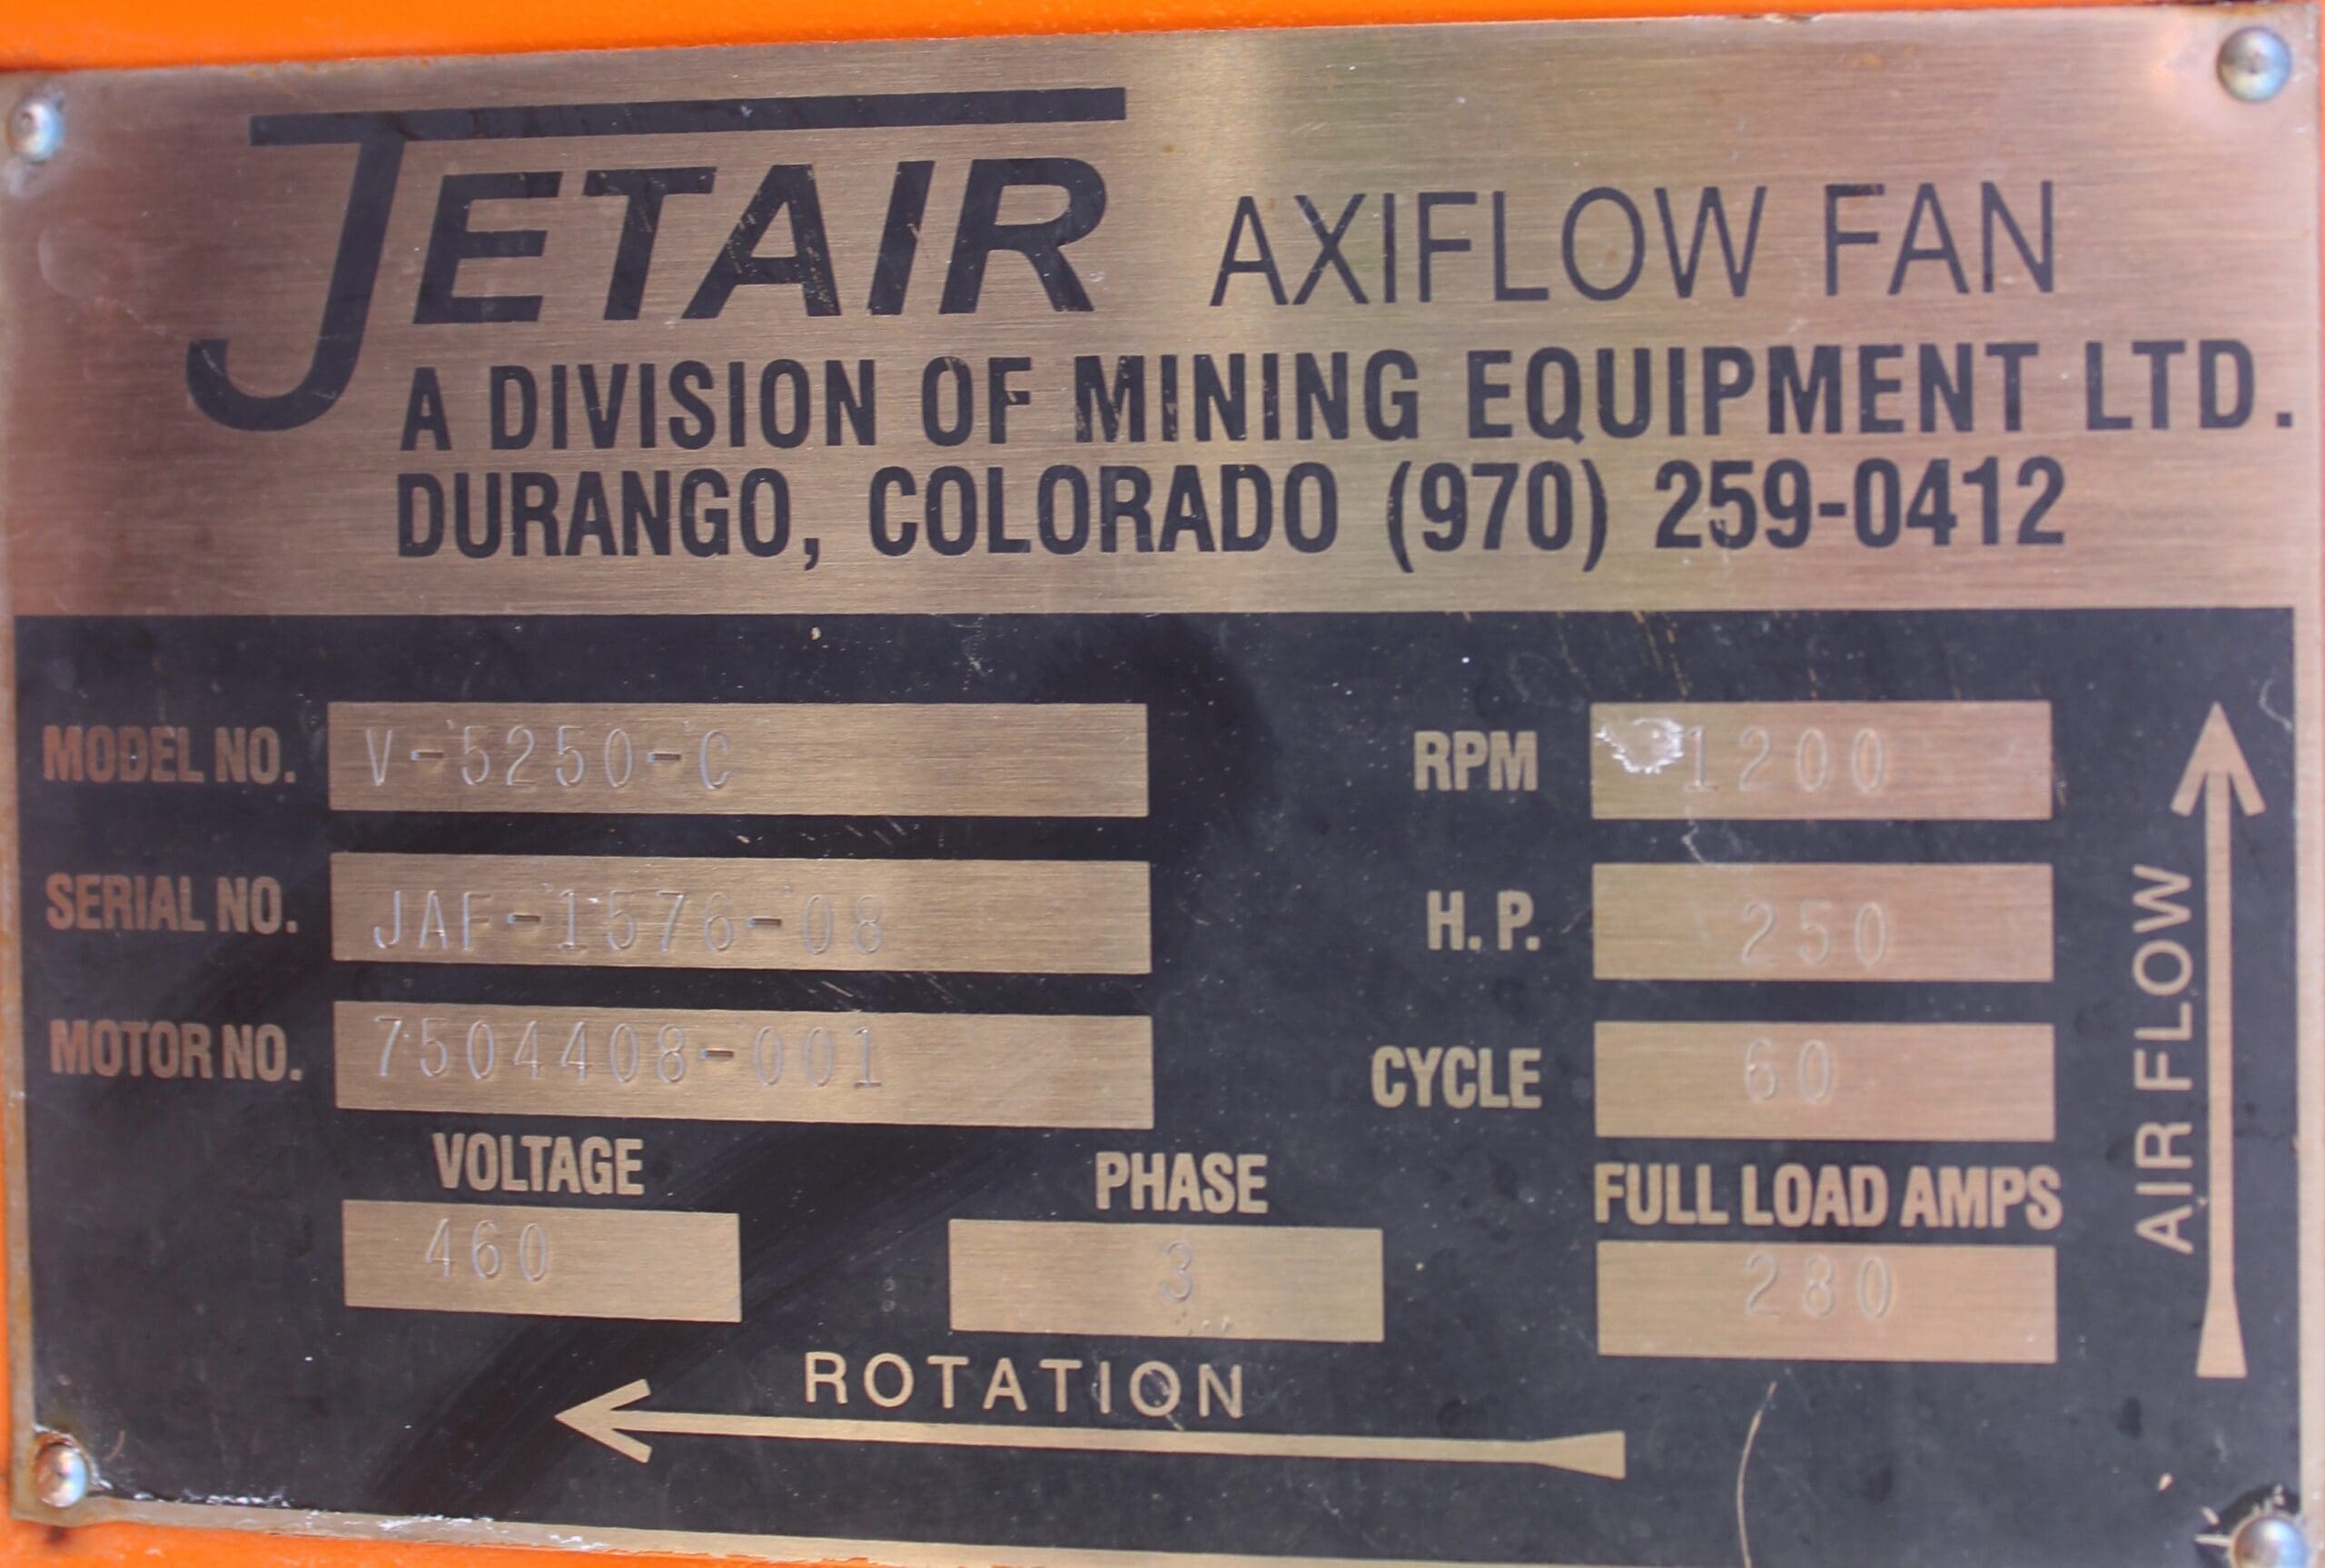 JETAIR AXIFLOW FAN
A DIVISION OF MINING EQUIPMENT LTD.
DURANGO, COLORADO (970) 259-0412
MODEL NO. V-5250-C
RPM 1200
SERIAL NO. JAF-1576-08
H.P. 250
MOTOR NO. 7504408-001
CYCLE 60
VOLTAGE
460
PHASE
3
FULL LOAD AMPS
280
AIR FLOW
ROTATION